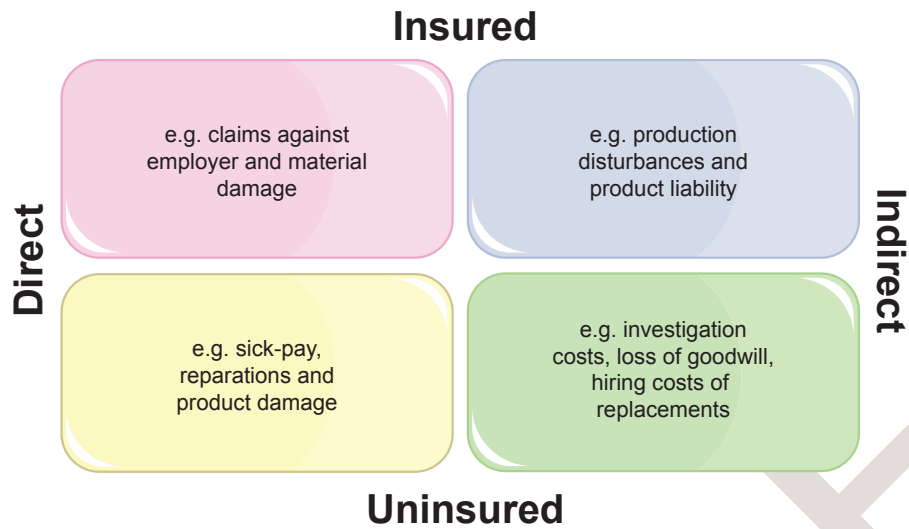 Insured
e.g. claims against
employer and material
damage
e.g. production
disturbances and
product liability
Direct
Indirect
e.g. sick-pay,
reparations and
product damage
e.g. investigation
costs, loss of goodwill,
hiring costs of
replacements
Uninsured